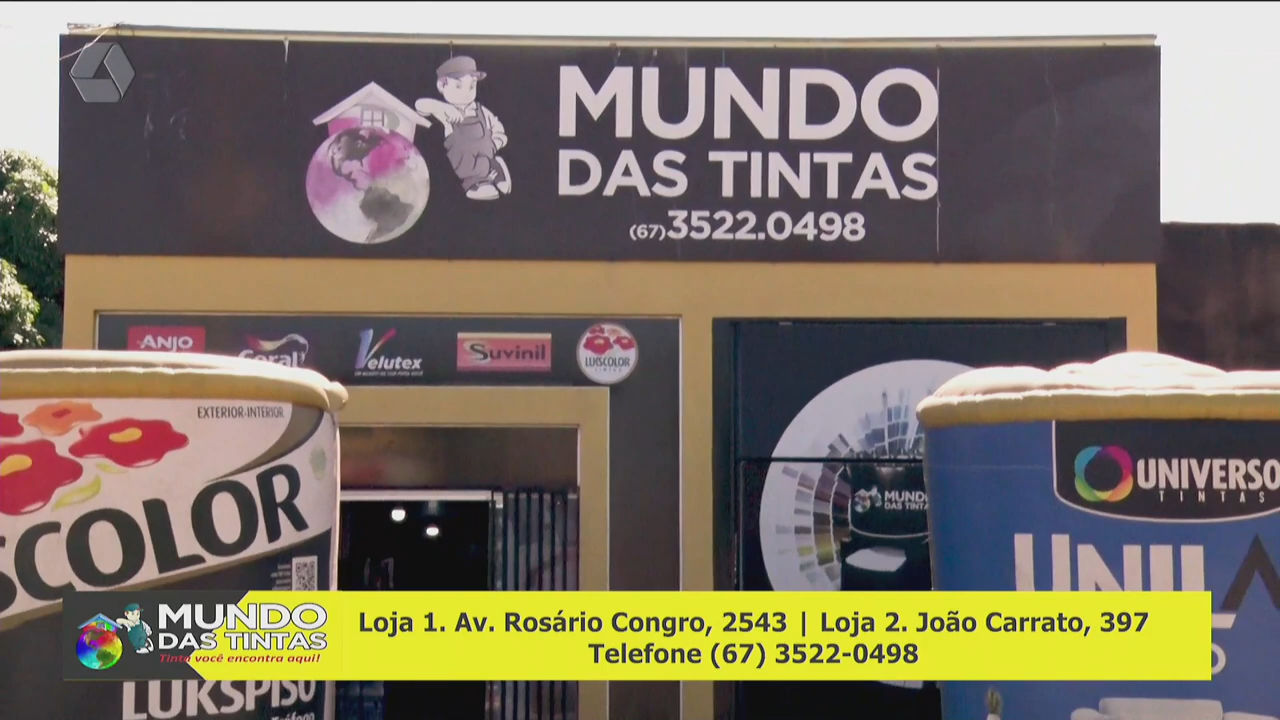 MUNDO
DAS TINTAS
(67)3522.0498
ANJO
Coral
Velutex
Suvinil
LUKSCOLOR
TINTAS
EXTERIOR-INTERIOR
SCOLOR
LUKSPISO
UNIVERSO
TINTAS
MUNDO
DAS TINTA
MUNDO
DAS TINTAS
Tinta você encontra aqui!
Loja 1. Av. Rosário Congro, 2543 | Loja 2. João Carrato, 397
Telefone (67) 3522-0498